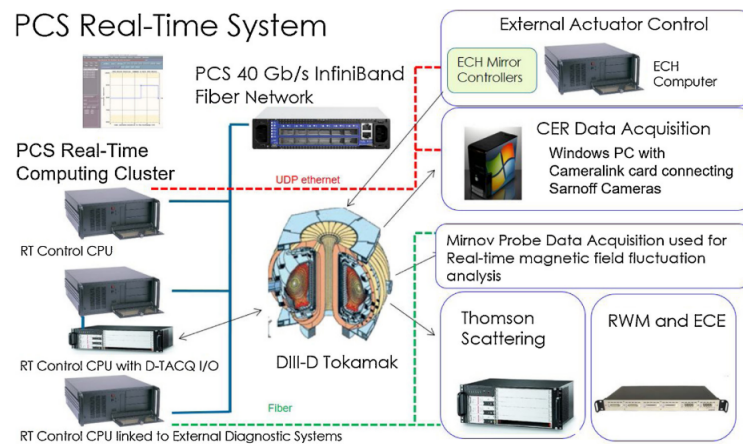 PCS Real-Time System
External Actuator Control
ECH Mirror
Controllers
ECH
Computer
PCS 40 Gb/s InfiniBand
Fiber Network
CER Data Acquisition
Windows PC with
Cameralink card connecting
Sarnoff Cameras
PCS Real-Time
Computing Cluster
UDP ethernet
RT Control CPU
Mirnov Probe Data Acquisition used for
Real-time magnetic field fluctuation
analysis
Thomson
Scattering
RWM and ECE
RT Control CPU with D-TACQ I/O
DIII-D Tokamak
Fiber
RT Control CPU linked to External Diagnostic Systems